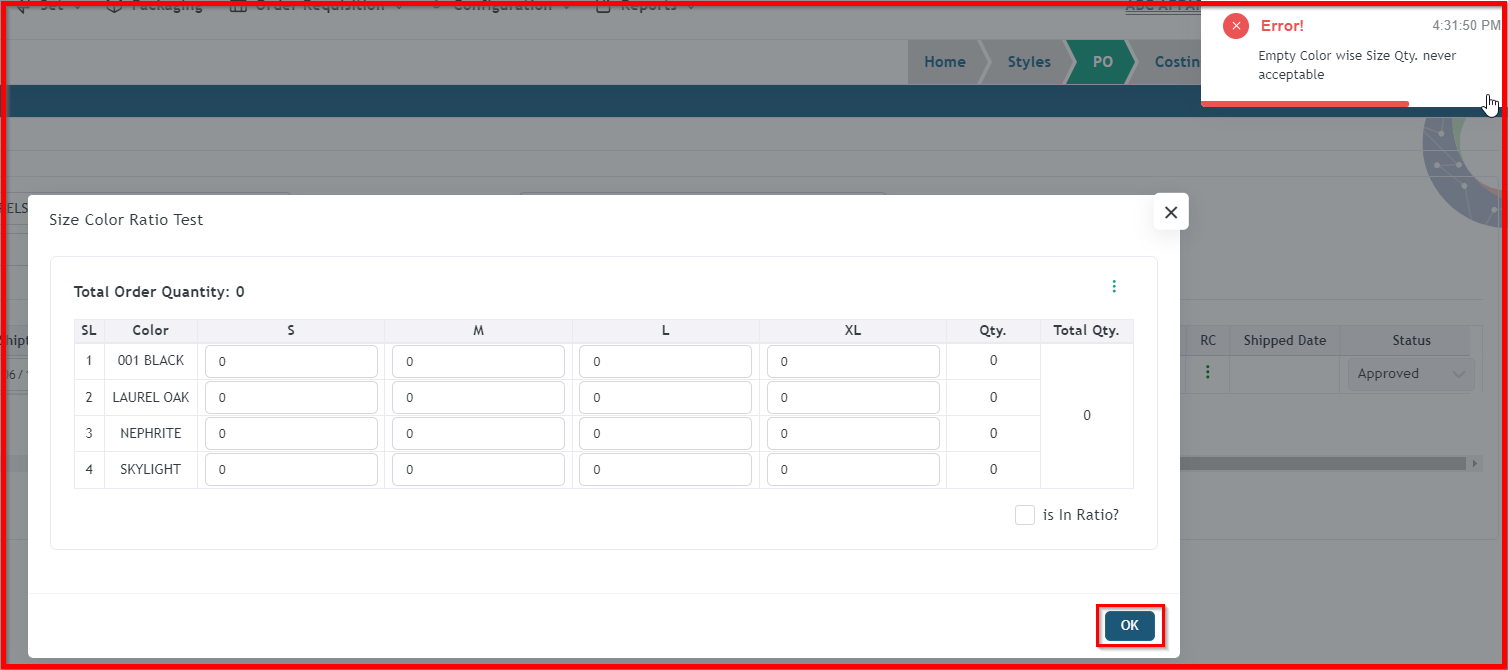 Set Packaging Order Requisition Configuration Reports
Error! 4:31:50 PM
Empty Color wise Size Qty. never
acceptable
Home Styles PO
Size Color Ratio Test
Total Order Quantity: 0
SL Color S M L XL Qty. Total Qty.
1 001 BLACK 0 0 0 0 0
2 LAUREL OAK 0 0 0 0 0
0
3 NEPHRITE 0 0 0 0 0
4 SKYLIGHT 0 0 0 0 0
is In Ratio?
OK
RC Shipped Date Status
Approved